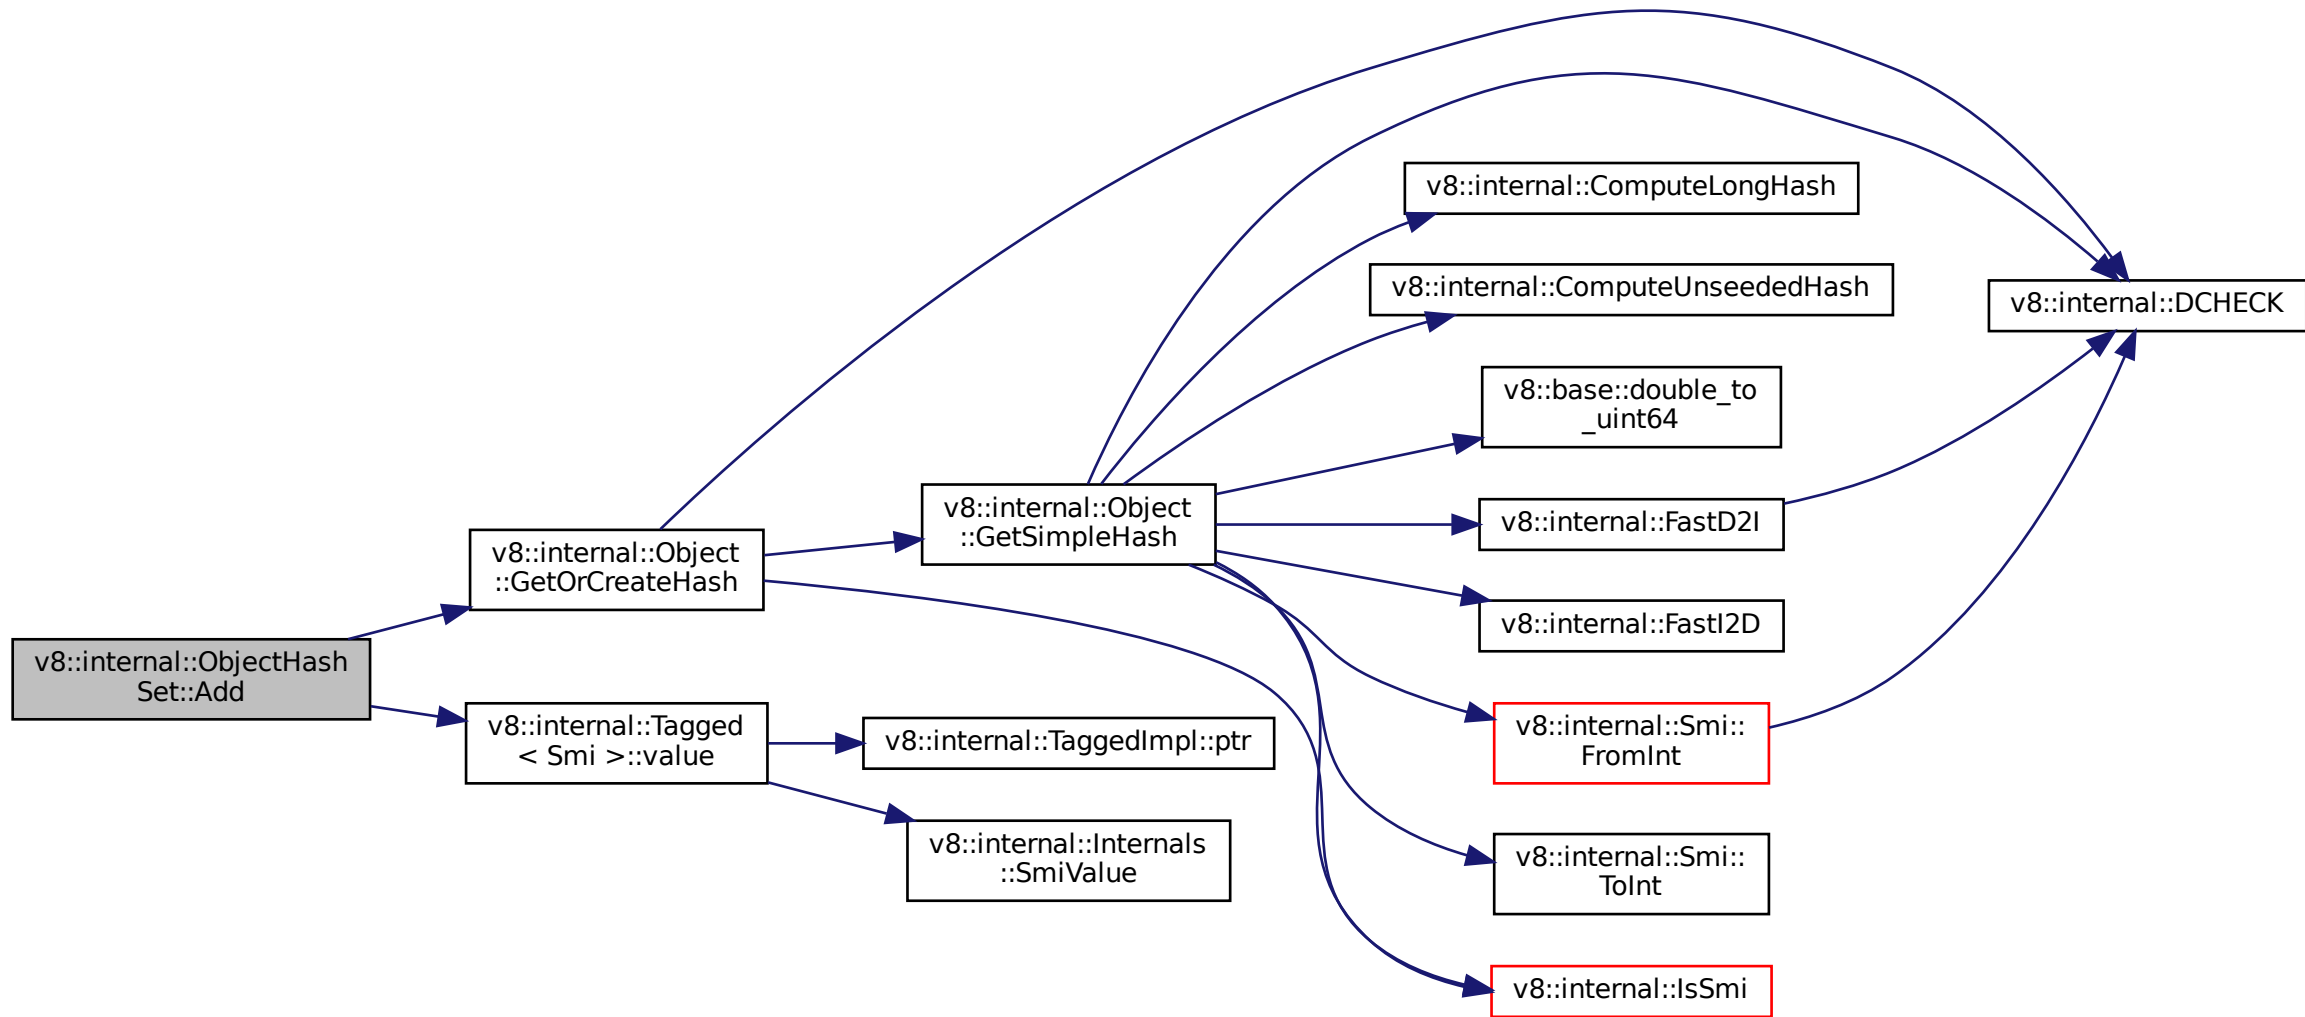 v8::internal::ObjectHash
Set::Add
v8::internal::Object
::GetOrCreateHash
v8::internal::Tagged
< Smi >::value
v8::internal::Object
::GetSimpleHash
v8::internal::TaggedImpl::ptr
v8::internal::Internals
::SmiValue
v8::internal::ComputeLongHash
v8::internal::ComputeUnseededHash
v8::base::double_to
_uint64
v8::internal::FastD2I
v8::internal::FastI2D
v8::internal::Smi::
FromInt
v8::internal::Smi::
ToInt
v8::internal::IsSmi
v8::internal::DCHECK